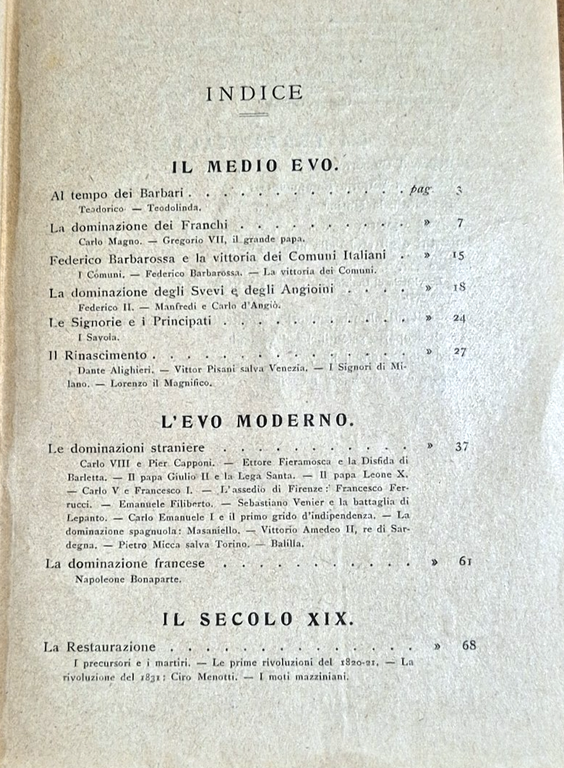 INDICE
IL MEDIO EVO.
Al tempo dei Barbari . . . . . . . . . . . . . pag. 3
Teodorico — Teodolinda.
La dominazione dei Franchi . . . . . . . . . . » 7
Carlo Magno. — Gregorio VII, il grande papa.
Federico Barbarossa e la vittoria dei Comuni Italiani . » 15
I Comuni. — Federico Barbarossa. — La vittoria dei Comuni.
La dominazione degli Svevi e degli Angioini . . . . » 18
Federico II. — Manfredi e Carlo d'Angiò.
Le Signorie e i Principati . . . . . . . . . . . » 24
I Savoia.
Il Rinascimento . . . . . . . . . . . . . . . » 27
Dante Alighieri. — Vittor Pisani salva Venezia. — I Signori di Mi-
lano. — Lorenzo il Magnifico.
L'EVO MODERNO.
Le dominazioni straniere . . . . . . . . . . . » 37
Carlo VIII e Pier Capponi. — Ettore Fieramosca e la Disfida di
Barletta. — Il papa Giulio II e la Lega Santa. — Il papa Leone X.
— Carlo V e Francesco I. — L'assedio di Firenze: Francesco Fer-
rucci. — Emanuele Filiberto. — Sebastiano Venier e la battaglia di
Lepanto. — Carlo Emanuele I e il primo grido d'indipendenza. — La
dominazione spagnuola: Masaniello. — Vittorio Amedeo II, re di Sar-
degna. — Pietro Micca salva Torino. — Balilla.
La dominazione francese . . . . . . . . . . . » 61
Napoleone Bonaparte.
IL SECOLO XIX.
La Restaurazione . . . . . . . . . . . . . . » 68
I precursori e i martiri. — Le prime rivoluzioni del 1820-21. — La
rivoluzione del 1831: Ciro Menotti. — I moti mazziniani.